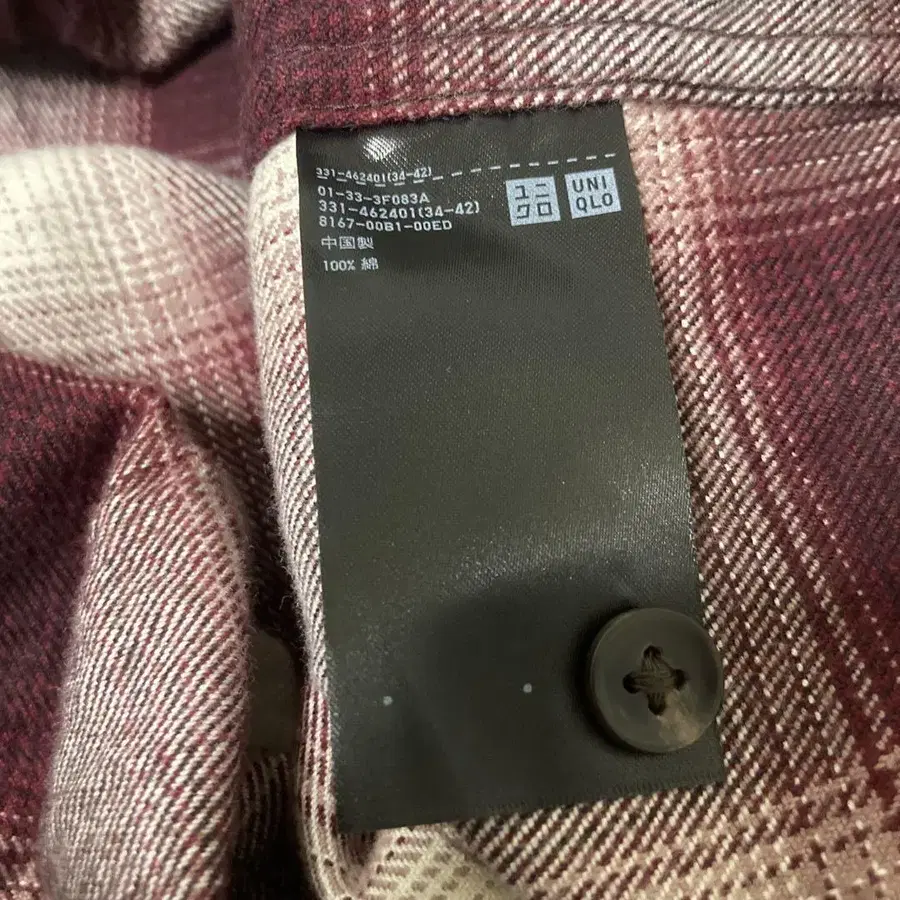 331-462401(34-42)
01-33-3F083A
331-462401(34-42)
8167-00B1-00ED
中国製
100% 綿
ユニ
クロ
UNI
QLO